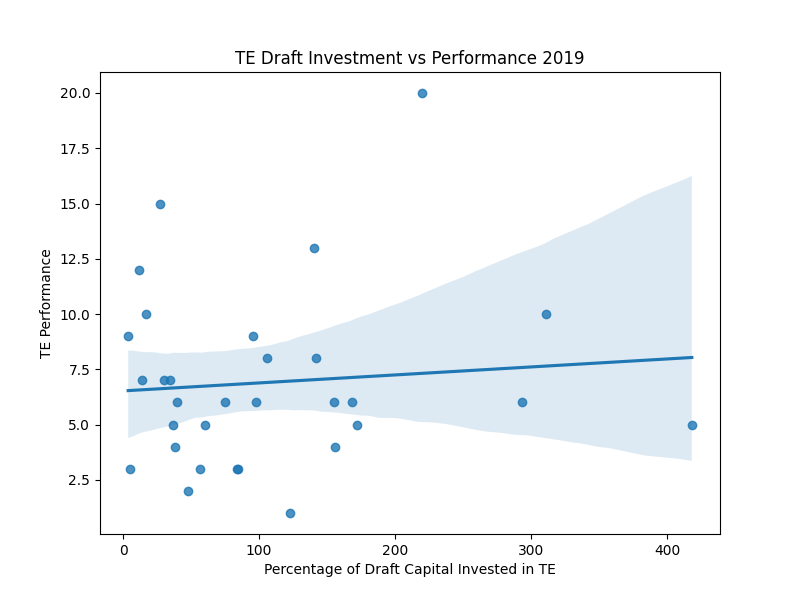 TE Draft Investment vs Performance 2019
20.0
17.5
15.0
12.5
10.0
7.5
5.0
2.5
TE Performance
0 100 200 300 400
Percentage of Draft Capital Invested in TE